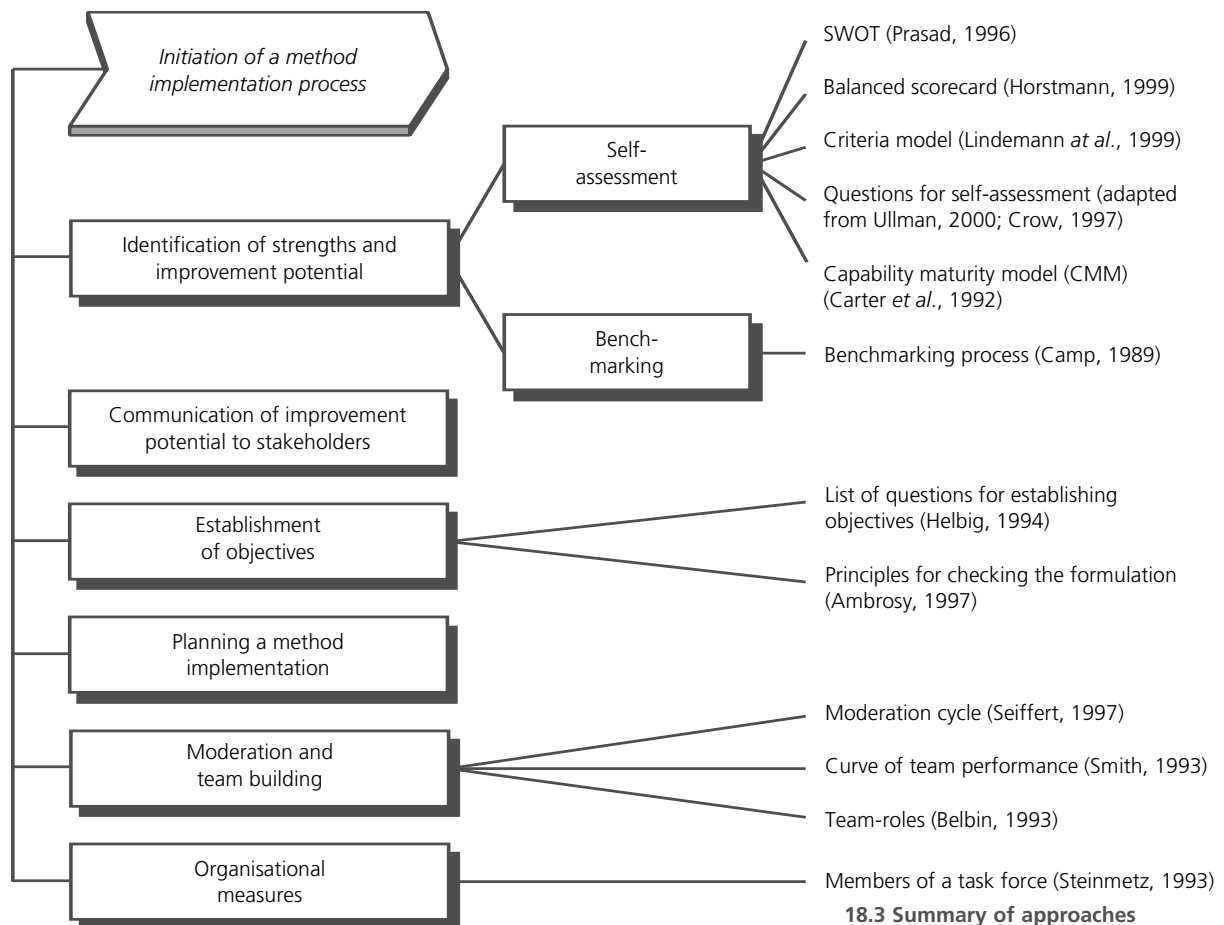 Initiation of a method
implementation process
SWOT (Prasad, 1996)
Balanced scorecard (Horstmann, 1999)
Self-
assessment
Criteria model (Lindemann at al., 1999)
Questions for self-assessment (adapted
from Ullman, 2000; Crow, 1997)
Capability maturity model (CMM)
(Carter et al., 1992)
Identification of strengths and
improvement potential
Bench-
marking
Benchmarking process (Camp, 1989)
Communication of improvement
potential to stakeholders
Establishment
of objectives
List of questions for establishing
objectives (Helbig, 1994)
Principles for checking the formulation
(Ambrosy, 1997)
Planning a method
implementation
Moderation and
team building
Moderation cycle (Seiffert, 1997)
Curve of team performance (Smith, 1993)
Team-roles (Belbin, 1993)
Organisational
measures
Members of a task force (Steinmetz, 1993)
18.3 Summary of approaches